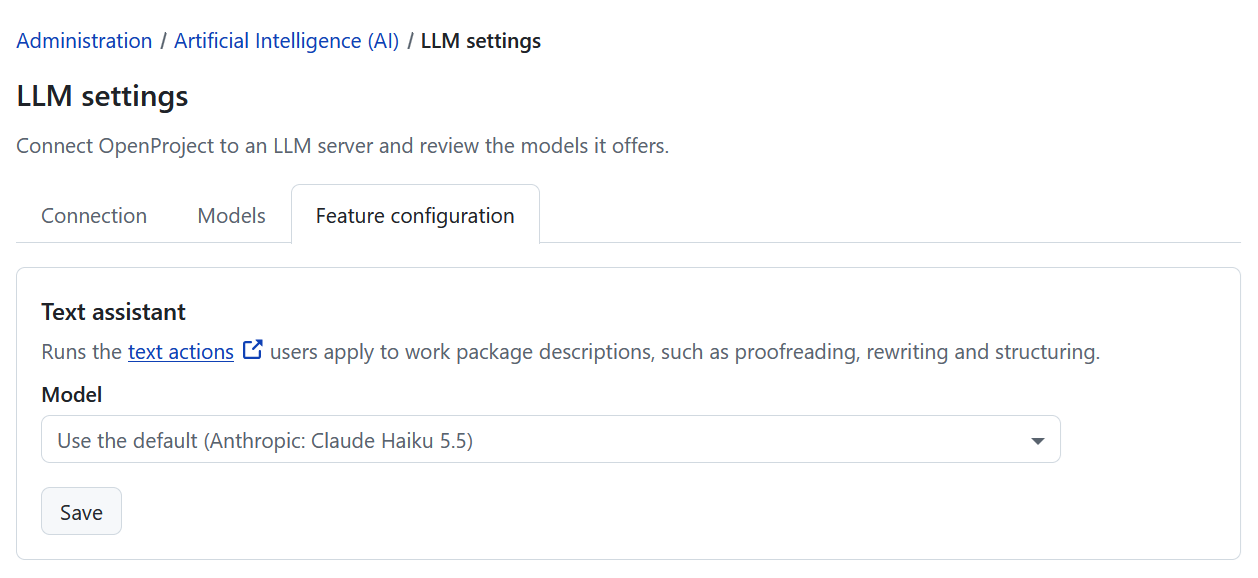 Administration / Artificial Intelligence (AI) / LLM settings
LLM settings
Connect OpenProject to an LLM server and review the models it offers.
Connection Models Feature configuration
Text assistant
Runs the text actions users apply to work package descriptions, such as proofreading, rewriting and structuring.
Model
Use the default (Anthropic: Claude Haiku 5.5)
Save